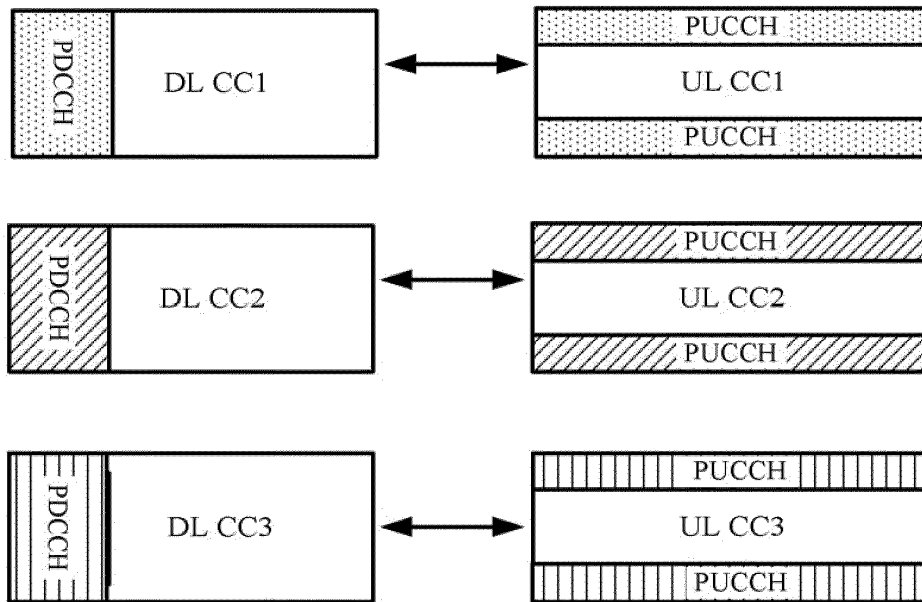 PDCCH
DL CC1
PUCCH
UL CC1
PUCCH
PDCCH
DL CC2
PUCCH
UL CC2
PUCCH
PDCCH
DL CC3
PUCCH
UL CC3
PUCCH